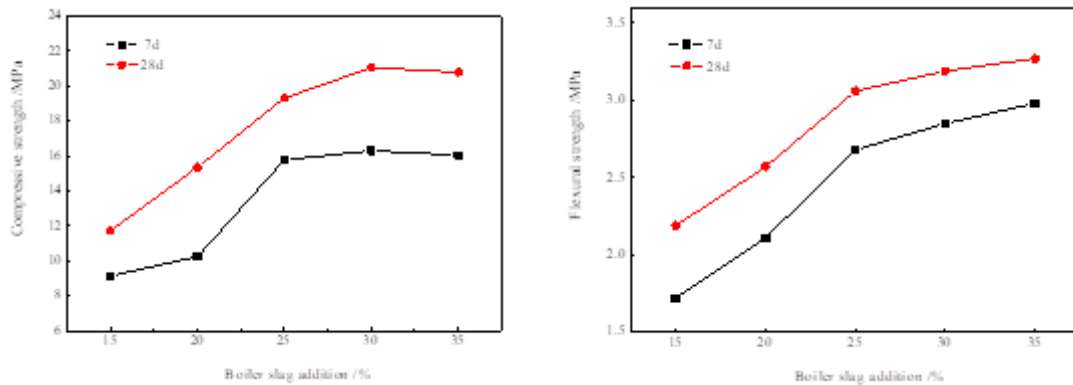 24
22
20
18
16
14
12
10
8
6
15 20 25 30 35
Compressive strength /MPa
Boiler slag addition /%
7d
28d
3.5
3.0
2.5
2.0
1.5
15 20 25 30 35
Flexural strength /MPa
Boiler slag addition /%
7d
28d